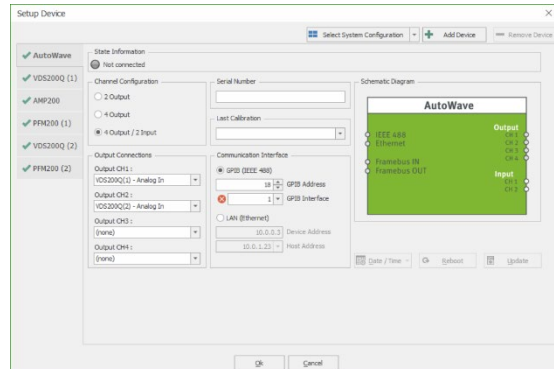 Setup Device
Select System Configuration
Add Device
Remove Device
AutoWave
VDS200Q (1)
AMP200
PFM200 (1)
VDS200Q (2)
PFM200 (2)
State Information
Not connected
Channel Configuration
2 Output
4 Output
4 Output / 2 Input
Serial Number
Last Calibration
Output Connections
Output CH1 :
VDS200Q(1) - Analog In
Output CH2 :
VDS200Q(2) - Analog In
Output CH3 :
(none)
Output CH4 :
(none)
Communication Interface
GPIB (IEEE 488)
18 GPIB Address
1 GPIB Interface
LAN (Ethernet)
10.0.0.3 Device Address
10.0.1.23 Host Address
Schematic Diagram
AutoWave
IEEE 488
Ethernet
Framebus IN
Framebus OUT
Output
CH 1
CH 2
CH 3
CH 4
Input
CH 1
CH 2
Date / Time
Reboot
Update
Ok
Cancel